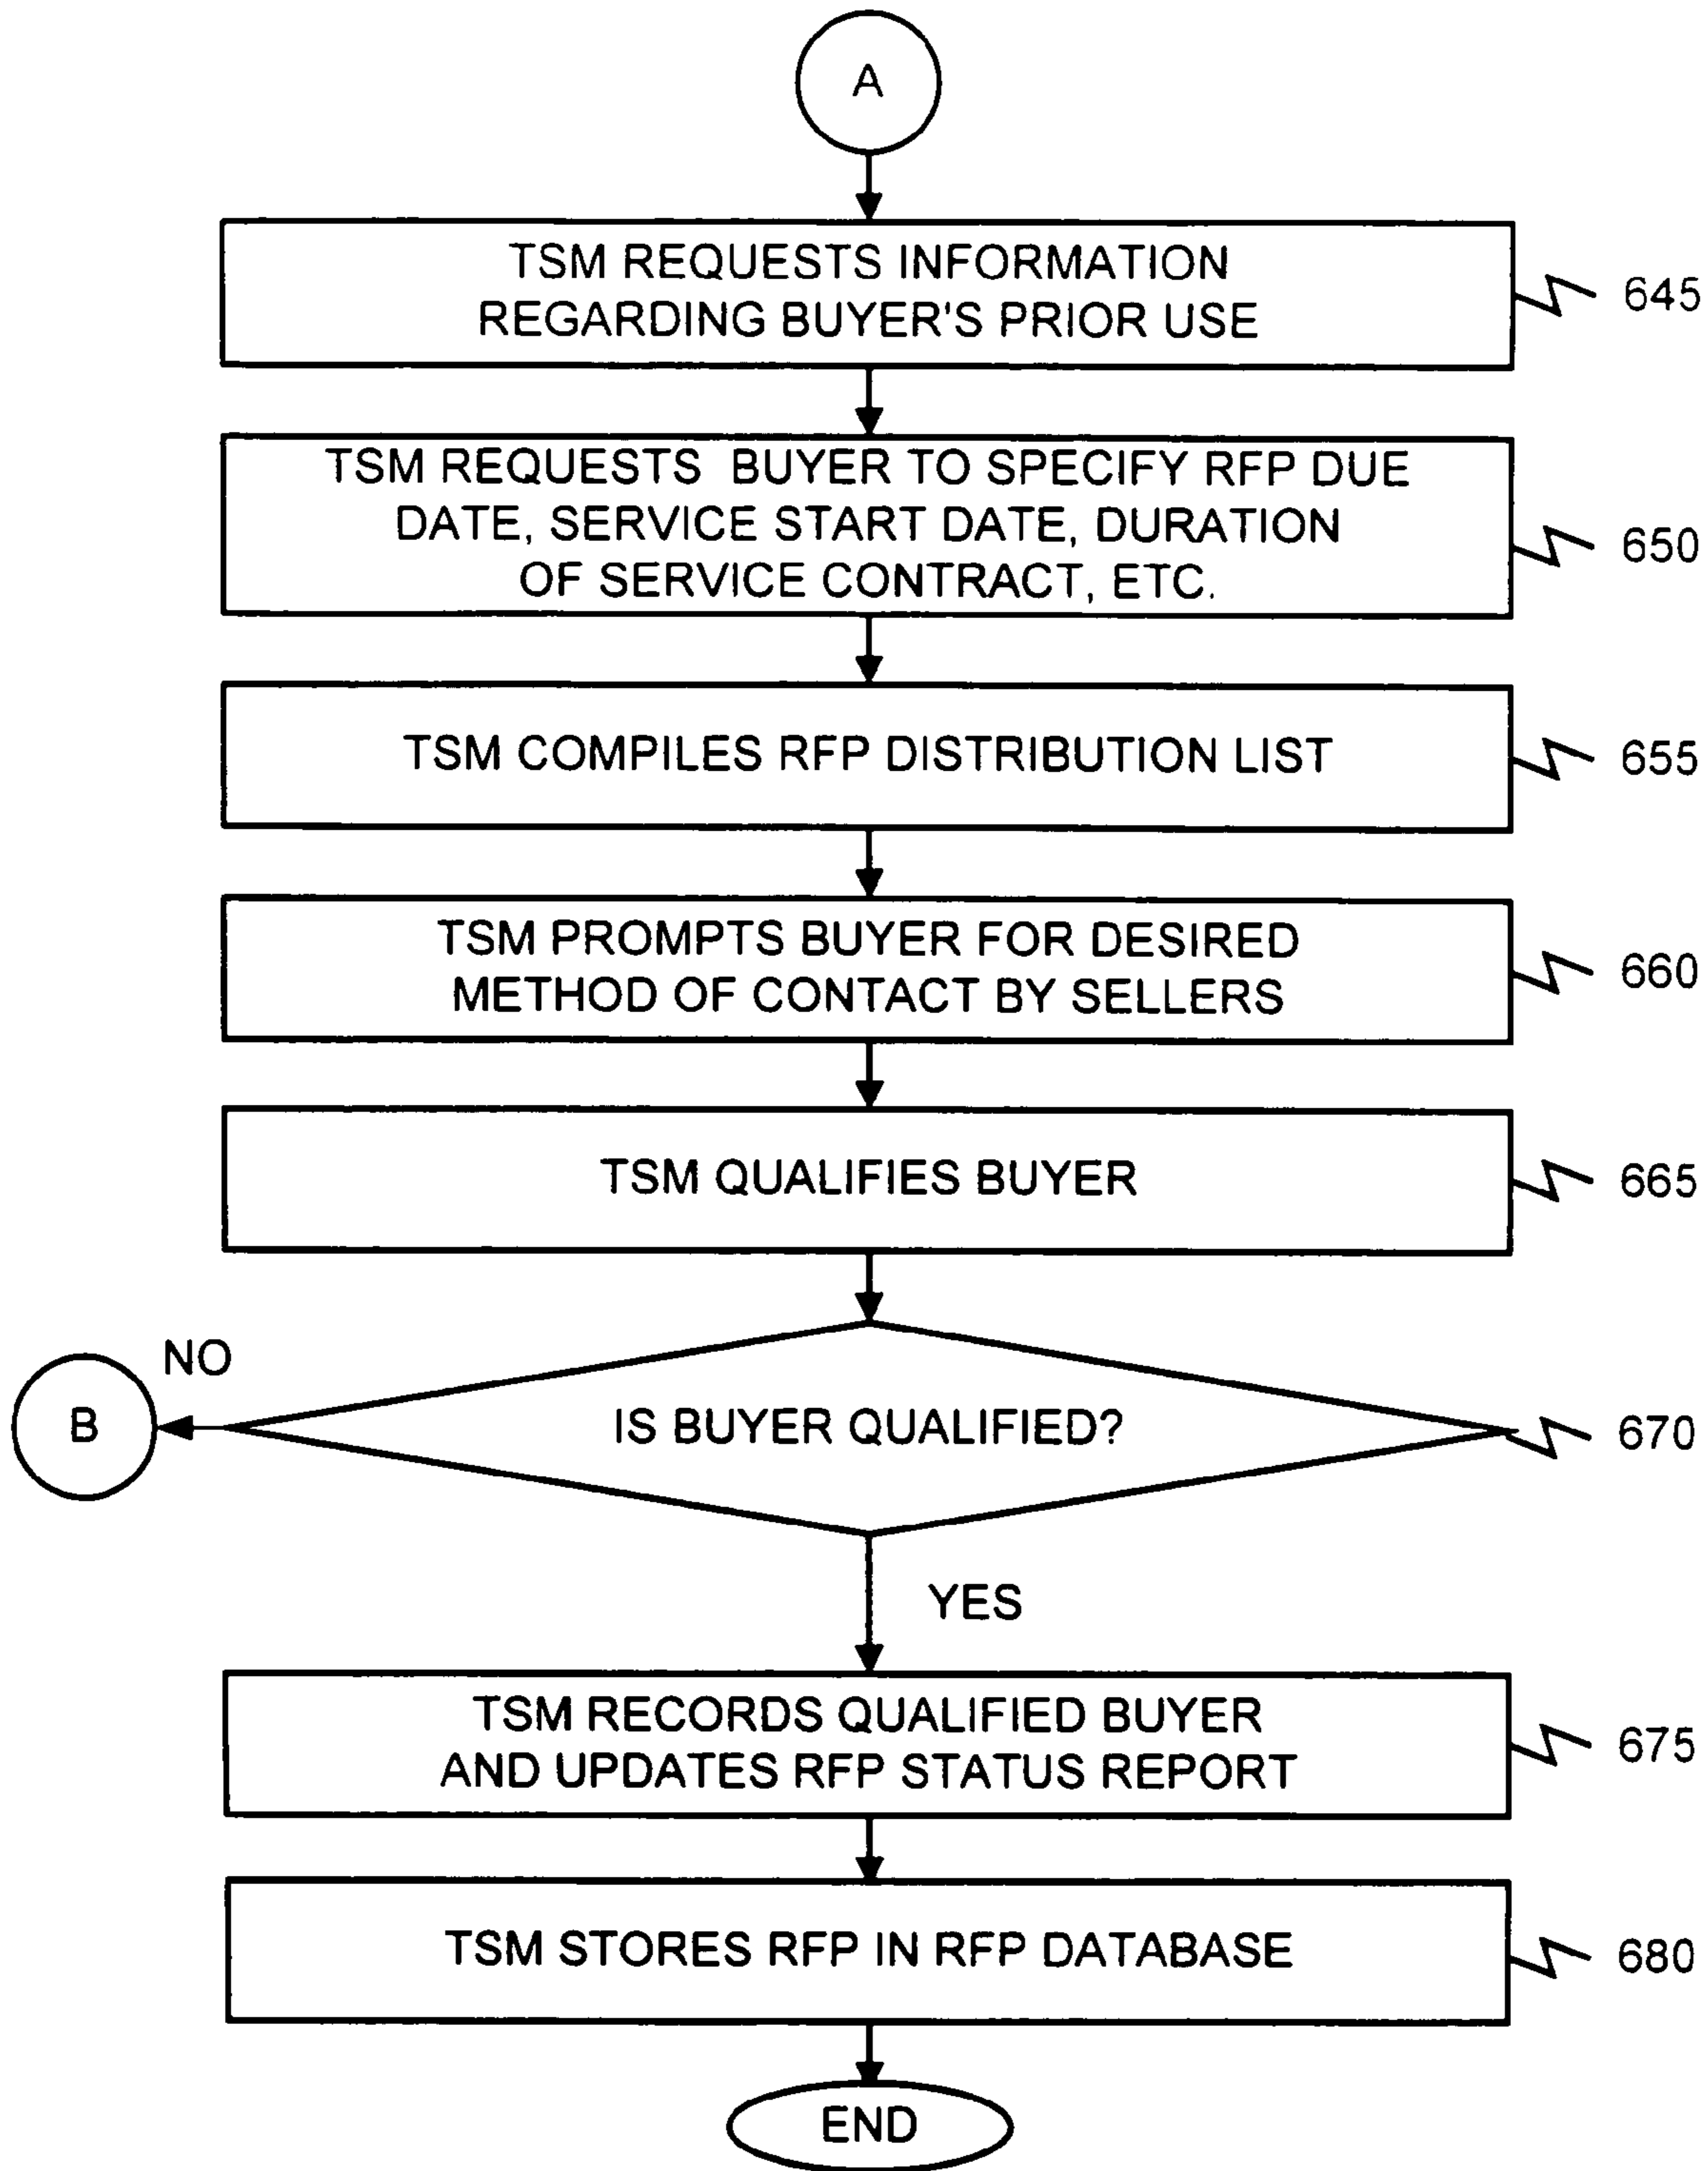 A
TSM REQUESTS INFORMATION
REGARDING BUYER'S PRIOR USE
645
TSM REQUESTS BUYER TO SPECIFY RFP DUE
DATE, SERVICE START DATE, DURATION
OF SERVICE CONTRACT, ETC.
650
TSM COMPILES RFP DISTRIBUTION LIST
655
TSM PROMPTS BUYER FOR DESIRED
METHOD OF CONTACT BY SELLERS
660
TSM QUALIFIES BUYER
665
NO
B
IS BUYER QUALIFIED?
670
YES
TSM RECORDS QUALIFIED BUYER
AND UPDATES RFP STATUS REPORT
675
TSM STORES RFP IN RFP DATABASE
680
END